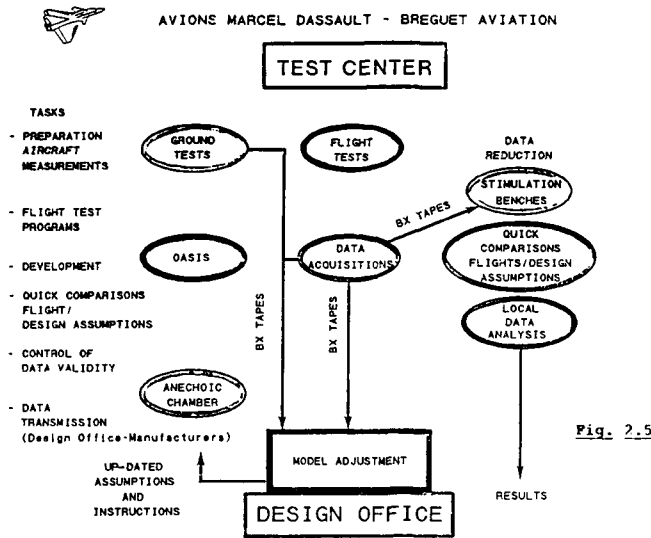 AVIONS MARCEL DASSAULT - BREGUET AVIATION
TEST CENTER
TASKS
- PREPARATION
AIRCRAFT
MEASUREMENTS
- FLIGHT TEST
PROGRAMS
- DEVELOPMENT
- QUICK COMPARISONS
FLIGHT/
DESIGN ASSUMPTIONS
- CONTROL OF
DATA VALIDITY
- DATA
TRANSMISSION
(Design Office-Manufacturers)
GROUND
TESTS
FLIGHT
TESTS
DATA
REDUCTION
STIMULATION
BENCHES
BX TAPES
OASIS
DATA
ACQUISITIONS
QUICK
COMPARISONS
FLIGHTS/DESIGN
ASSUMPTIONS
BX TAPES
BX TAPES
LOCAL
DATA
ANALYSIS
ANECHOIC
CHAMBER
Fig. 2.5
MODEL ADJUSTMENT
UP-DATED
ASSUMPTIONS
AND
INSTRUCTIONS
RESULTS
DESIGN OFFICE